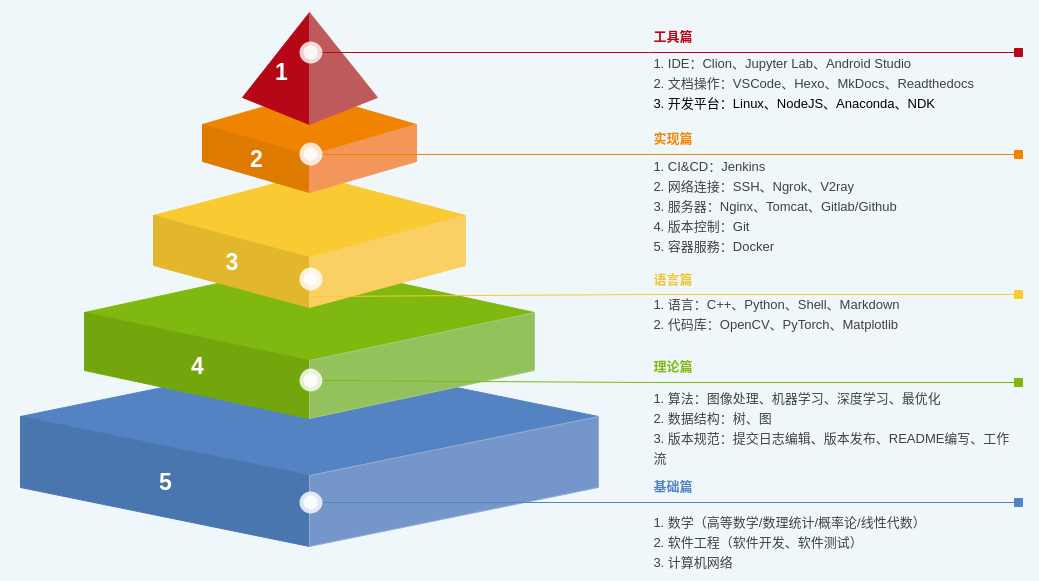 工具篇
1
1. IDE：Clion、Jupyter Lab、Android Studio
2. 文档操作：VSCode、Hexo、MkDocs、Readthedocs
3. 开发平台：Linux、NodeJS、Anaconda、NDK
实现篇
2
1. CI&CD：Jenkins
2. 网络连接：SSH、Ngrok、V2ray
3. 服务器：Nginx、Tomcat、Gitlab/Github
4. 版本控制：Git
5. 容器服務：Docker
语言篇
3
1. 语言：C++、Python、Shell、Markdown
2. 代码库：OpenCV、PyTorch、Matplotlib
理论篇
4
1. 算法：图像处理、机器学习、深度学习、最优化
2. 数据结构：树、图
3. 版本规范：提交日志编辑、版本发布、README编写、工作
流
基础篇
5
1. 数学（高等数学/数理统计/概率论/线性代数）
2. 软件工程（软件开发、软件测试）
3. 计算机网络